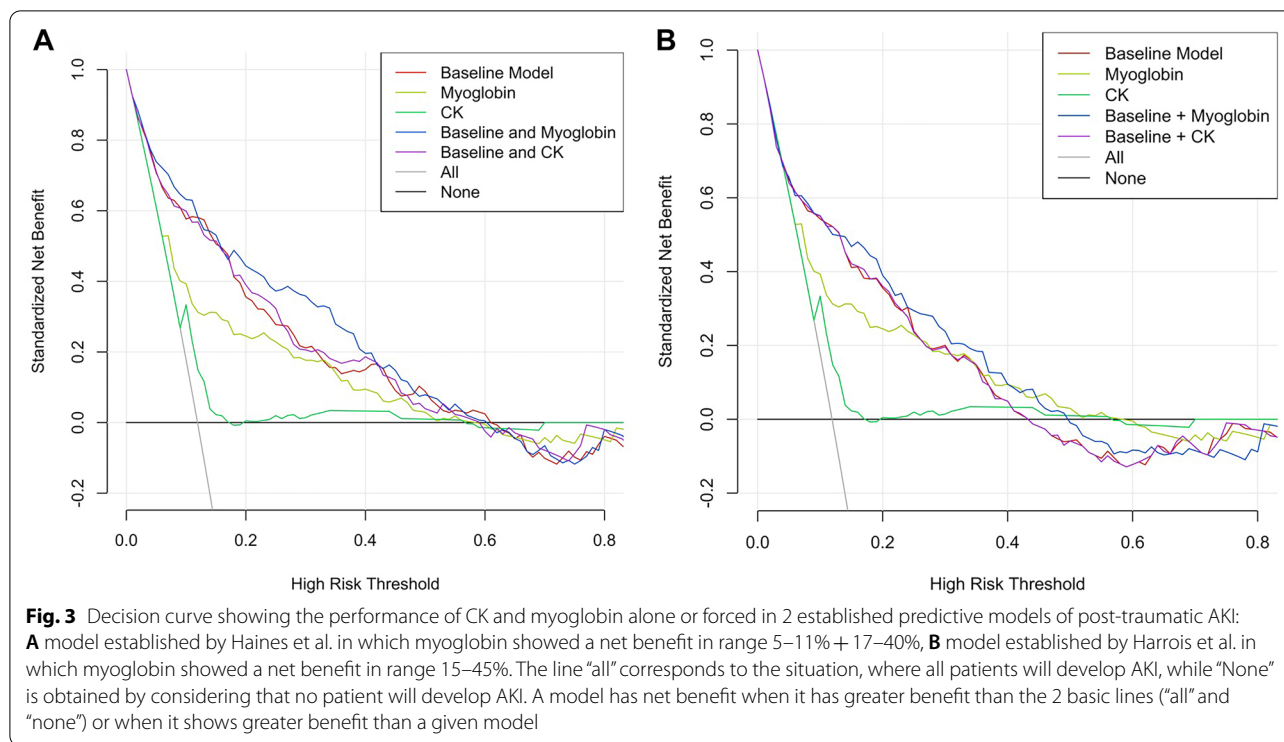 A
Baseline Model
Myoglobin
CK
Baseline and Myoglobin
Baseline and CK
All
None
Standardized Net Benefit
1.0
0.8
0.6
0.4
0.2
0.0
-0.2
0.0 0.2 0.4 0.6 0.8
High Risk Threshold
B
Baseline Model
Myoglobin
CK
Baseline + Myoglobin
Baseline + CK
All
None
Standardized Net Benefit
1.0
0.8
0.6
0.4
0.2
0.0
-0.2
0.0 0.2 0.4 0.6 0.8
High Risk Threshold
Fig. 3 Decision curve showing the performance of CK and myoglobin alone or forced in 2 established predictive models of post-traumatic AKI:
A model established by Haines et al. in which myoglobin showed a net benefit in range 5–11% + 17–40%, B model established by Harrois et al. in
which myoglobin showed a net benefit in range 15–45%. The line “all” corresponds to the situation, where all patients will develop AKI, while “None”
is obtained by considering that no patient will develop AKI. A model has net benefit when it has greater benefit than the 2 basic lines (“all” and
“none”) or when it shows greater benefit than a given model